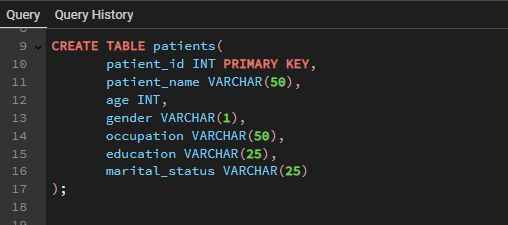 Query Query History
9 CREATE TABLE patients(
10 patient_id INT PRIMARY KEY,
11 patient_name VARCHAR(50),
12 age INT,
13 gender VARCHAR(1),
14 occupation VARCHAR(50),
15 education VARCHAR(25),
16 marital_status VARCHAR(25)
17 );
18